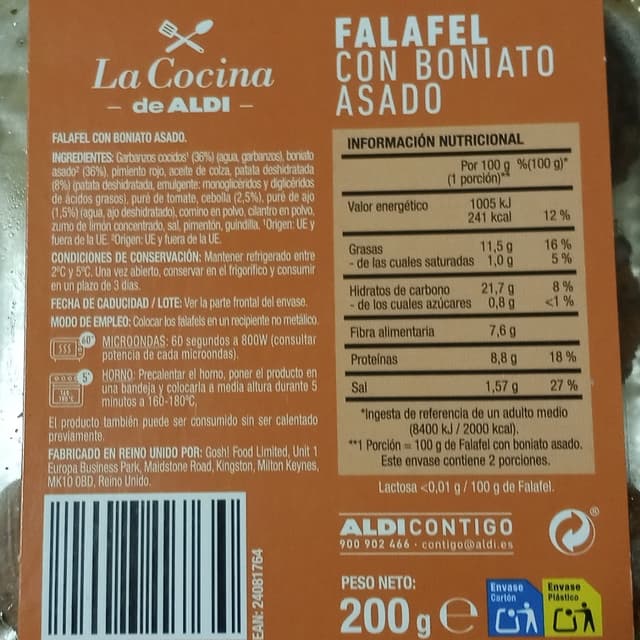 La Cocina
de ALDI
FALAFEL CON BONIATO ASADO.
INGREDIENTES: Garbanzos cocidos¹ (36%) (agua, garbanzos), boniato
asado² (36%), pimiento rojo, aceite de colza, patata deshidratada
(8%) (patata deshidratada, emulgente: monoglicéridos y diglicéridos
de ácidos grasos), puré de tomate, cebolla (2,5%), puré de ajo
(1,5%) (agua, ajo deshidratado), comino en polvo, cilantro en polvo,
zumo de limón concentrado, sal, pimentón, guindilla. ¹Origen: UE y
fuera de la UE. ²Origen: UE y fuera de la UE.
CONDICIONES DE CONSERVACIÓN: Mantener refrigerado entre
2ºC y 5ºC. Una vez abierto, conservar en el frigorífico y consumir
en un plazo de 3 días.
FECHA DE CADUCIDAD / LOTE: Ver la parte frontal del envase.
MODO DE EMPLEO: Colocar los falafels en un recipiente no metálico.
60"
MICROONDAS: 60 segundos a 800W (consultar
potencia de cada microondas).
5'
HORNO: Precalentar el horno, poner el producto en
una bandeja y colocarla a media altura durante 5
minutos a 160-180ºC.
El producto también puede ser consumido sin ser calentado
previamente.
FABRICADO EN REINO UNIDO POR: Gosh! Food Limited, Unit 1
Europa Business Park, Maidstone Road, Kingston, Milton Keynes,
MK10 0BD, Reino Unido.
EAN: 24081764
FALAFEL
CON BONIATO
ASADO
INFORMACIÓN NUTRICIONAL
Por 100 g %(100 g)*
(1 porción)**
Valor energético 1005 kJ
241 kcal 12 %
Grasas 11,5 g 16 %
- de las cuales saturadas 1,0 g 5 %
Hidratos de carbono 21,7 g 8 %
- de los cuales azúcares 0,8 g <1 %
Fibra alimentaria 7,6 g
Proteínas 8,8 g 18 %
Sal 1,57 g 27 %
*Ingesta de referencia de un adulto medio
(8400 kJ / 2000 kcal).
**1 Porción = 100 g de Falafel con boniato asado.
Este envase contiene 2 porciones.
Lactosa <0,01 g / 100 g de Falafel.
ALDI CONTIGO
900 902 466 · contigo@aldi.es
PESO NETO:
200 g e
Envase
Cartón
Envase
Plástico